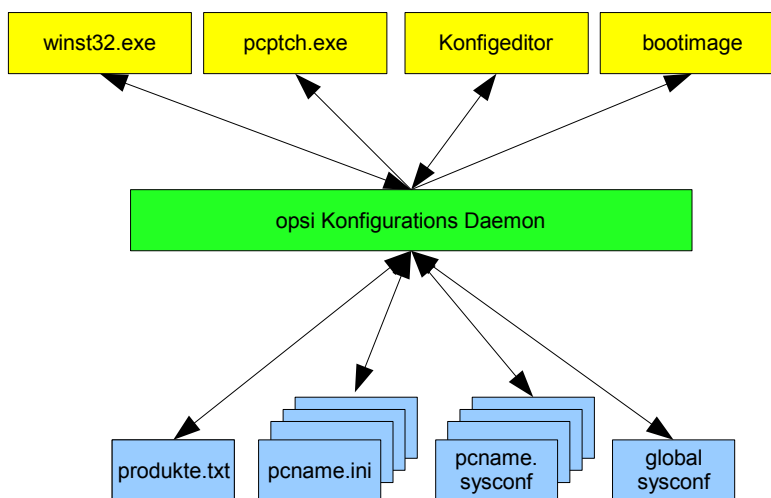 winst32.exe
pcptch.exe
Konfigeditor
bootimage
opsi Konfigurations Daemon
produkte.txt
pcname.ini
pcname.
sysconf
global
sysconf